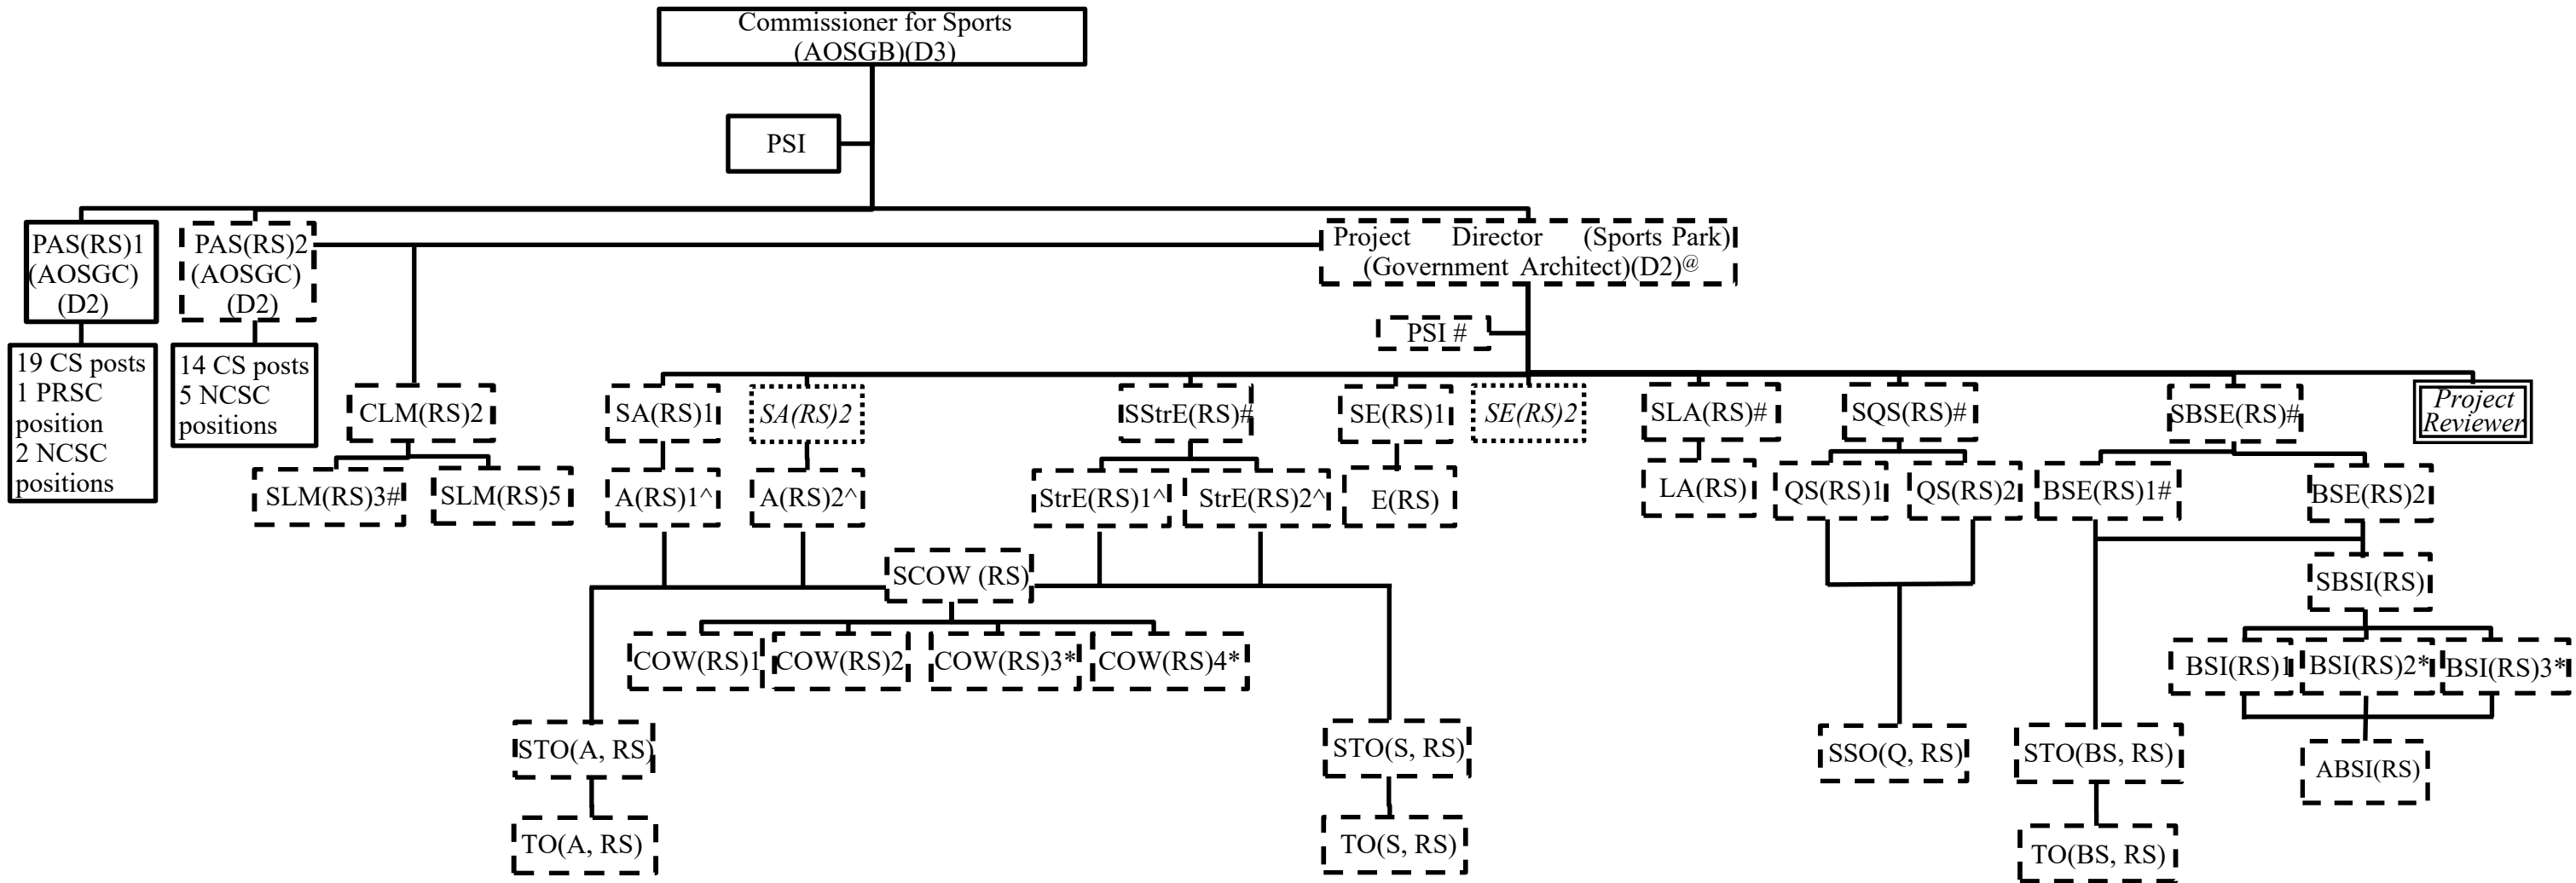 Commissioner for Sports
(AOSGB)(D3)
PSI
PAS(RS)1
(AOSGC)
(D2)
PAS(RS)2
(AOSGC)
(D2)
Project Director (Sports Park)
(Government Architect)(D2)@
PSI #
19 CS posts
1 PRSC
position
2 NCSC
positions
14 CS posts
5 NCSC
positions
CLM(RS)2
SA(RS)1
SA(RS)2
SStrE(RS)#
SE(RS)1
SE(RS)2
SLA(RS)#
SQS(RS)#
SBSE(RS)#
Project
Reviewer
SLM(RS)3#
SLM(RS)5
A(RS)1^
A(RS)2^
StrE(RS)1^
StrE(RS)2^
E(RS)
LA(RS)
QS(RS)1
QS(RS)2
BSE(RS)1#
BSE(RS)2
SCOW (RS)
SBSI(RS)
COW(RS)1
COW(RS)2
COW(RS)3*
COW(RS)4*
BSI(RS)1
BSI(RS)2*
BSI(RS)3*
STO(A, RS)
STO(S, RS)
SSO(Q, RS)
STO(BS, RS)
ABSI(RS)
TO(A, RS)
TO(S, RS)
TO(BS, RS)